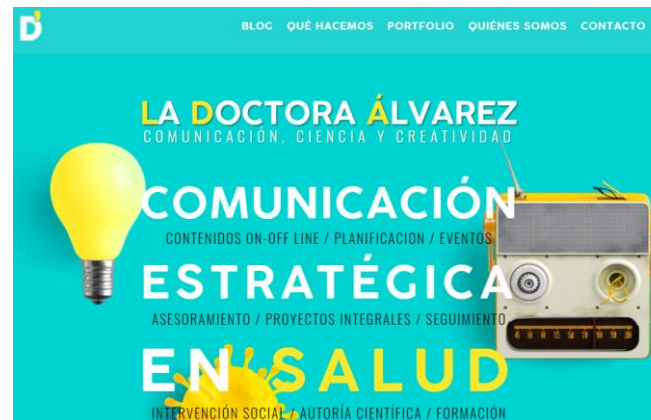 D'
BLOG QUÉ HACEMOS PORTFOLIO QUIÉNES SOMOS CONTACTO
LA DOCTORA ÁLVAREZ
COMUNICACIÓN, CIENCIA Y CREATIVIDAD
COMUNICACIÓN
CONTENIDOS ON-OFF LINE / PLANIFICACION / EVENTOS
ESTRATÉGICA
ASESORAMIENTO / PROYECTOS INTEGRALES / SEGUIMIENTO
EN SALUD
INTERVENCIÓN SOCIAL / AUTORÍA CIENTÍFICA / FORMACIÓN